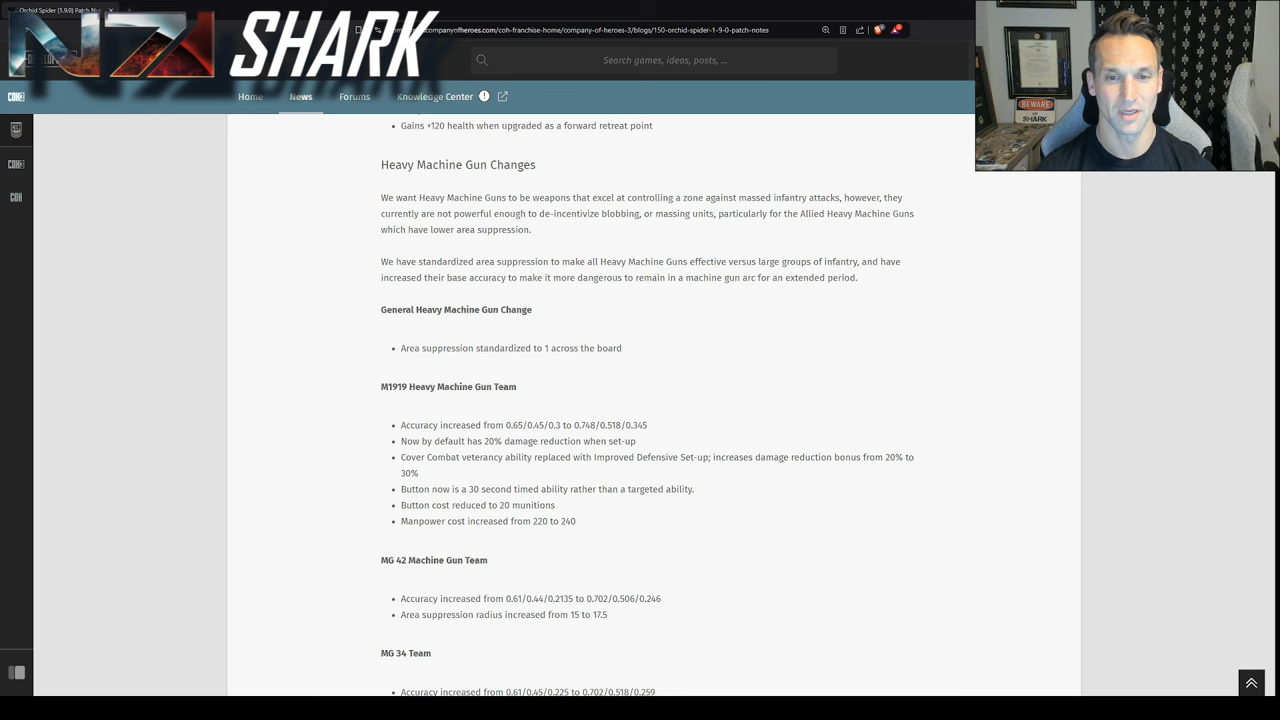 Orchid Spider (1.9.0) Patch No
N7 SHARK
companyofheroes.com/coh-franchise-home/company-of-heroes-3/blogs/150-orchid-spider-1-9-0-patch-notes
Search games, ideas, posts, ...
Home
News
Forums
Knowledge Center
BEWARE
OF SHARK
Gains +120 health when upgraded as a forward retreat point
Heavy Machine Gun Changes
We want Heavy Machine Guns to be weapons that excel at controlling a zone against massed infantry attacks, however, they
currently are not powerful enough to de-incentivize blobbing, or massing units, particularly for the Allied Heavy Machine Guns
which have lower area suppression.
We have standardized area suppression to make all Heavy Machine Guns effective versus large groups of infantry, and have
increased their base accuracy to make it more dangerous to remain in a machine gun arc for an extended period.
General Heavy Machine Gun Change
• Area suppression standardized to 1 across the board
M1919 Heavy Machine Gun Team
• Accuracy increased from 0.65/0.45/0.3 to 0.748/0.518/0.345
• Now by default has 20% damage reduction when set-up
• Cover Combat veterancy ability replaced with Improved Defensive Set-up; increases damage reduction bonus from 20% to
30%
• Button now is a 30 second timed ability rather than a targeted ability.
• Button cost reduced to 20 munitions
• Manpower cost increased from 220 to 240
MG 42 Machine Gun Team
• Accuracy increased from 0.61/0.44/0.2135 to 0.702/0.506/0.246
• Area suppression radius increased from 15 to 17.5
MG 34 Team
• Accuracy increased from 0.61/0.45/0.225 to 0.702/0.518/0.259